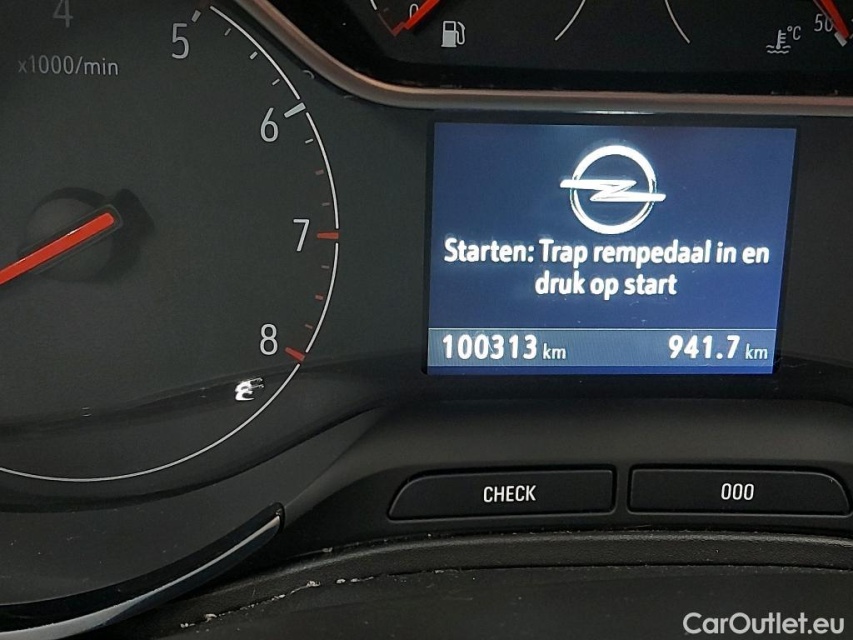 4
5
x1000/min
6
7
8
0
°C
50
Starten: Trap rempedaal in en
druk op start
100313 km
941.7 km
CHECK
000
CarOutlet.eu